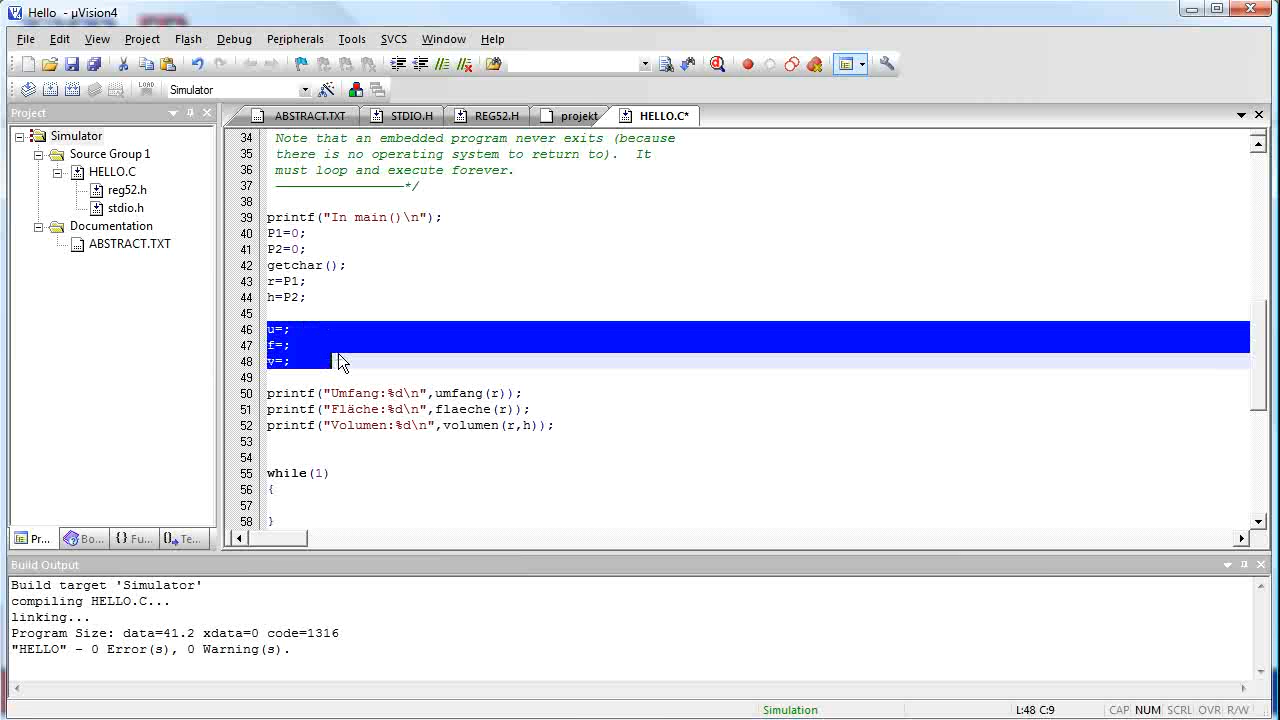 Hello - µVision4
File Edit View Project Flash Debug Peripherals Tools SVCS Window Help
LOAD Simulator
Project
ABSTRACT.TXT STDIO.H REG52.H projekt HELLO.C*
Simulator
Source Group 1
HELLO.C
reg52.h
stdio.h
Documentation
ABSTRACT.TXT
34 Note that an embedded program never exits (because
35 there is no operating system to return to). It
36 must loop and execute forever.
37 ————————————————*/
38
39 printf("In main()\n");
40 P1=0;
41 P2=0;
42 getchar();
43 r=P1;
44 h=P2;
45
46 u=;
47 f=;
48 v=;
49
50 printf("Umfang:%d\n",umfang(r));
51 printf("Fläche:%d\n",flaeche(r));
52 printf("Volumen:%d\n",volumen(r,h));
53
54
55 while(1)
56 {
57
58 }
Pr... Bo... {} Fu... Te...
Build Output
Build target 'Simulator'
compiling HELLO.C...
linking...
Program Size: data=41.2 xdata=0 code=1316
"HELLO" - 0 Error(s), 0 Warning(s).
Simulation L:48 C:9 CAP NUM SCRL OVR R/W